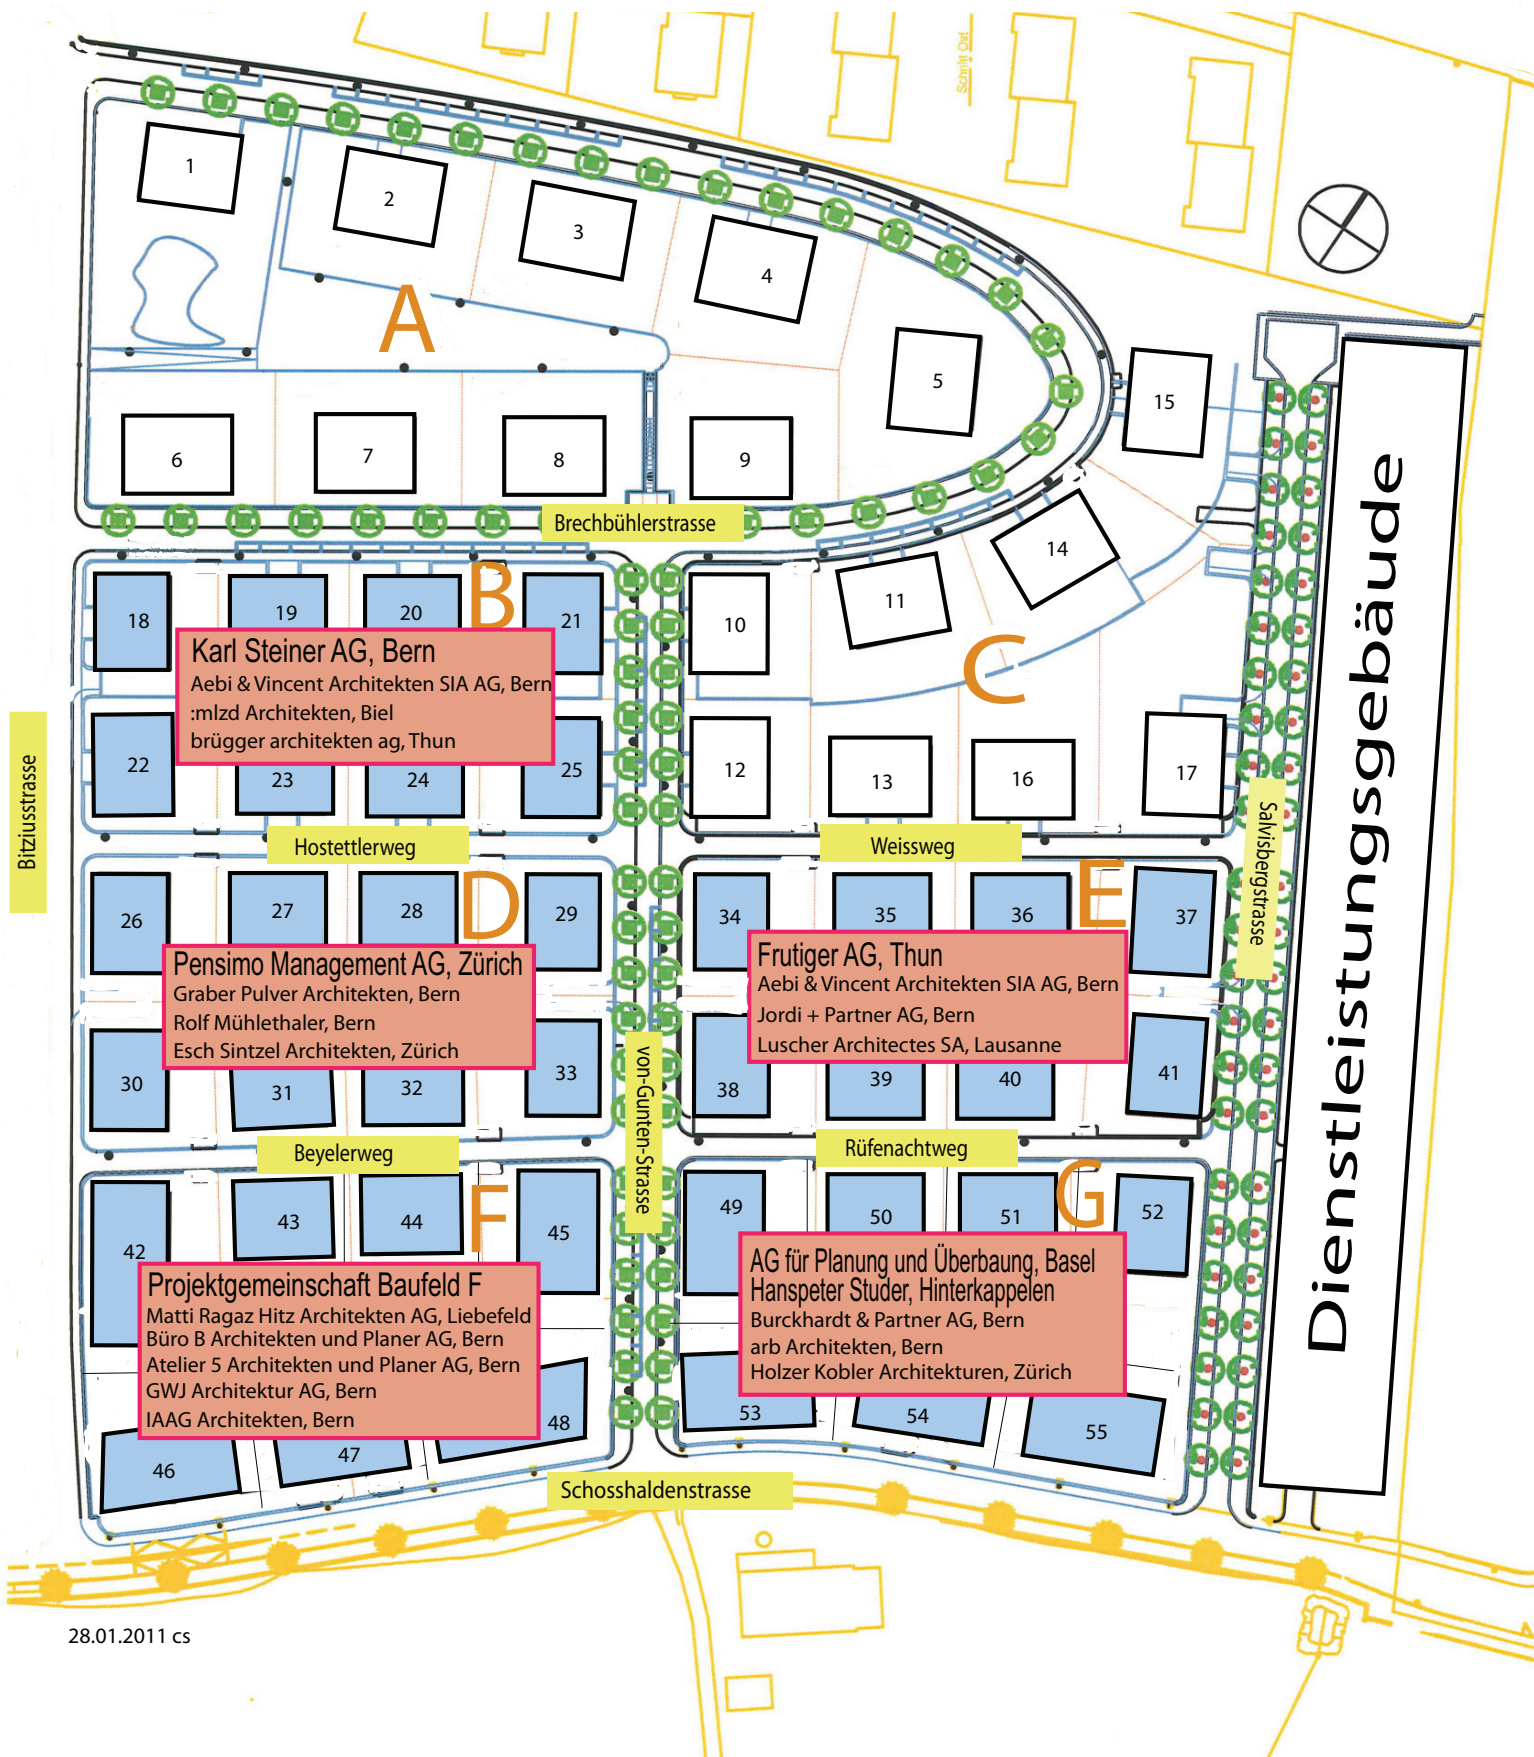 Schnitt Ost
1
2
3
4
A
5
15
6
7
8
9
Brechbühlerstrasse
14
B
18
19
20
21
10
11
C
Karl Steiner AG, Bern
Aebi & Vincent Architekten SIA AG, Bern
:mlzd Architekten, Biel
brügger architekten ag, Thun
22
23
24
25
12
13
16
17
Bitziusstrasse
Salvisbergstrasse
Dienstleistungsgebäude
Hostettlerweg
Weissweg
D
E
26
27
28
29
34
35
36
37
Pensimo Management AG, Zürich
Graber Pulver Architekten, Bern
Rolf Mühlethaler, Bern
Esch Sintzel Architekten, Zürich
Frutiger AG, Thun
Aebi & Vincent Architekten SIA AG, Bern
Jordi + Partner AG, Bern
Luscher Architectes SA, Lausanne
30
31
32
33
38
39
40
41
von-Gunten-Strasse
Beyelerweg
Rüfenachtweg
F
G
42
43
44
45
49
50
51
52
Projektgemeinschaft Baufeld F
Matti Ragaz Hitz Architekten AG, Liebefeld
Büro B Architekten und Planer AG, Bern
Atelier 5 Architekten und Planer AG, Bern
GWJ Architektur AG, Bern
IAAG Architekten, Bern
AG für Planung und Überbaung, Basel
Hanspeter Studer, Hinterkappelen
Burckhardt & Partner AG, Bern
arb Architekten, Bern
Holzer Kobler Architekturen, Zürich
46
47
48
53
54
55
Schosshaldenstrasse
28.01.2011 cs